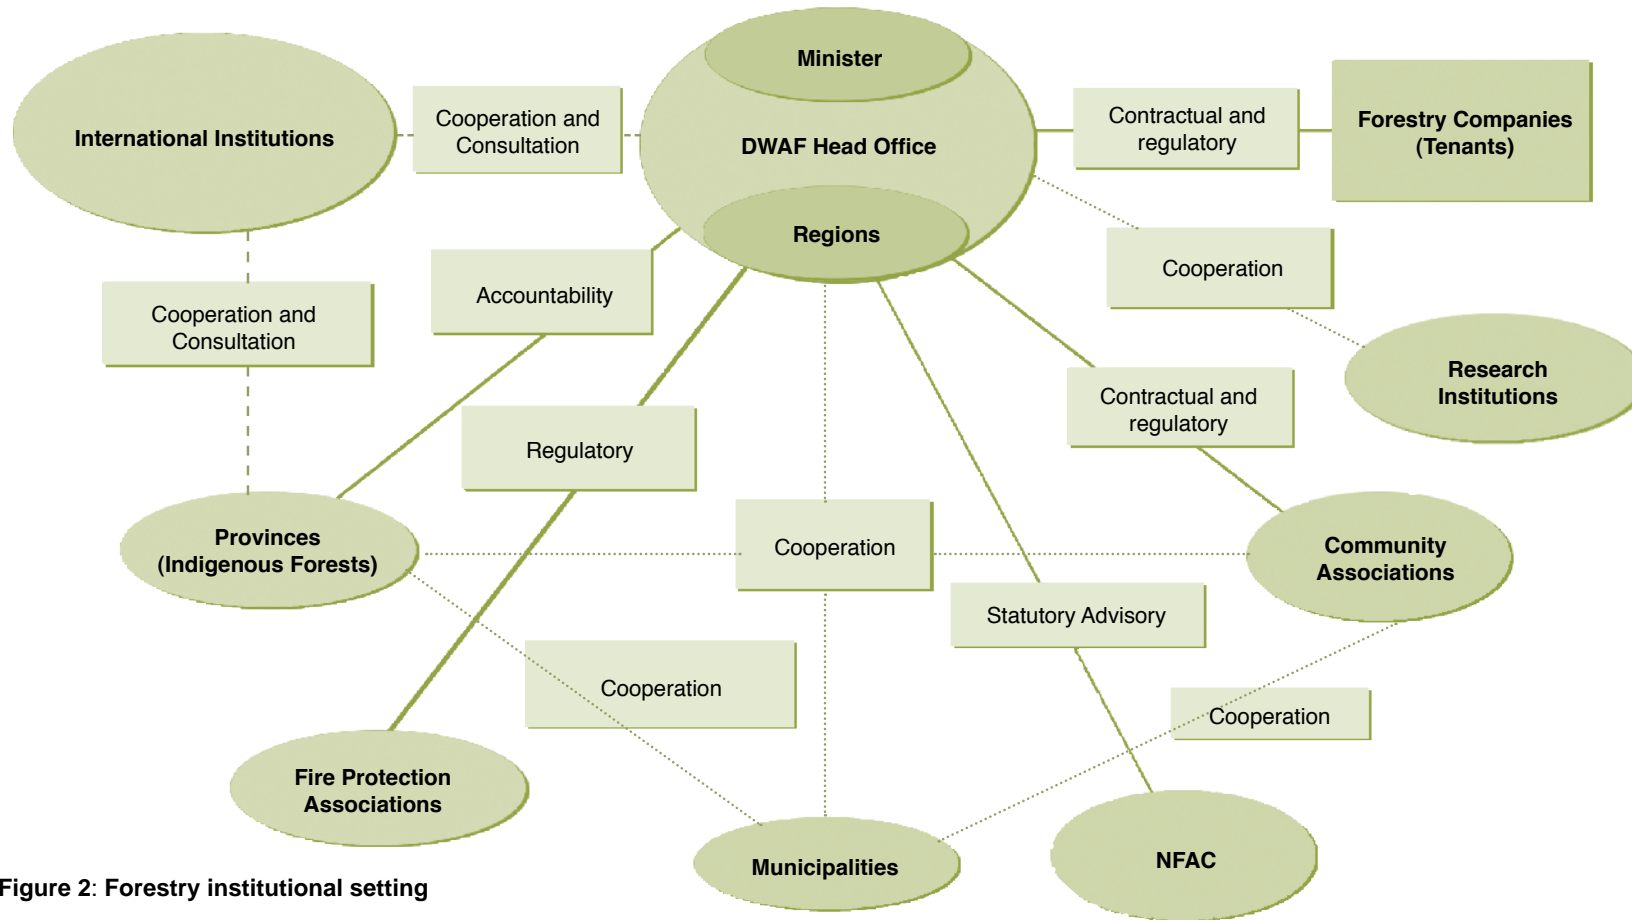 Minister
Cooperation and
Consultation
Contractual and
regulatory
Forestry Companies
(Tenants)
International Institutions
DWAF Head Office
Regions
Cooperation
Accountability
Cooperation and
Consultation
Research
Institutions
Contractual and
regulatory
Regulatory
Provinces
(Indigenous Forests)
Cooperation
Community
Associations
Statutory Advisory
Cooperation
Cooperation
Fire Protection
Associations
Municipalities
NFAC
Figure 2: Forestry institutional setting